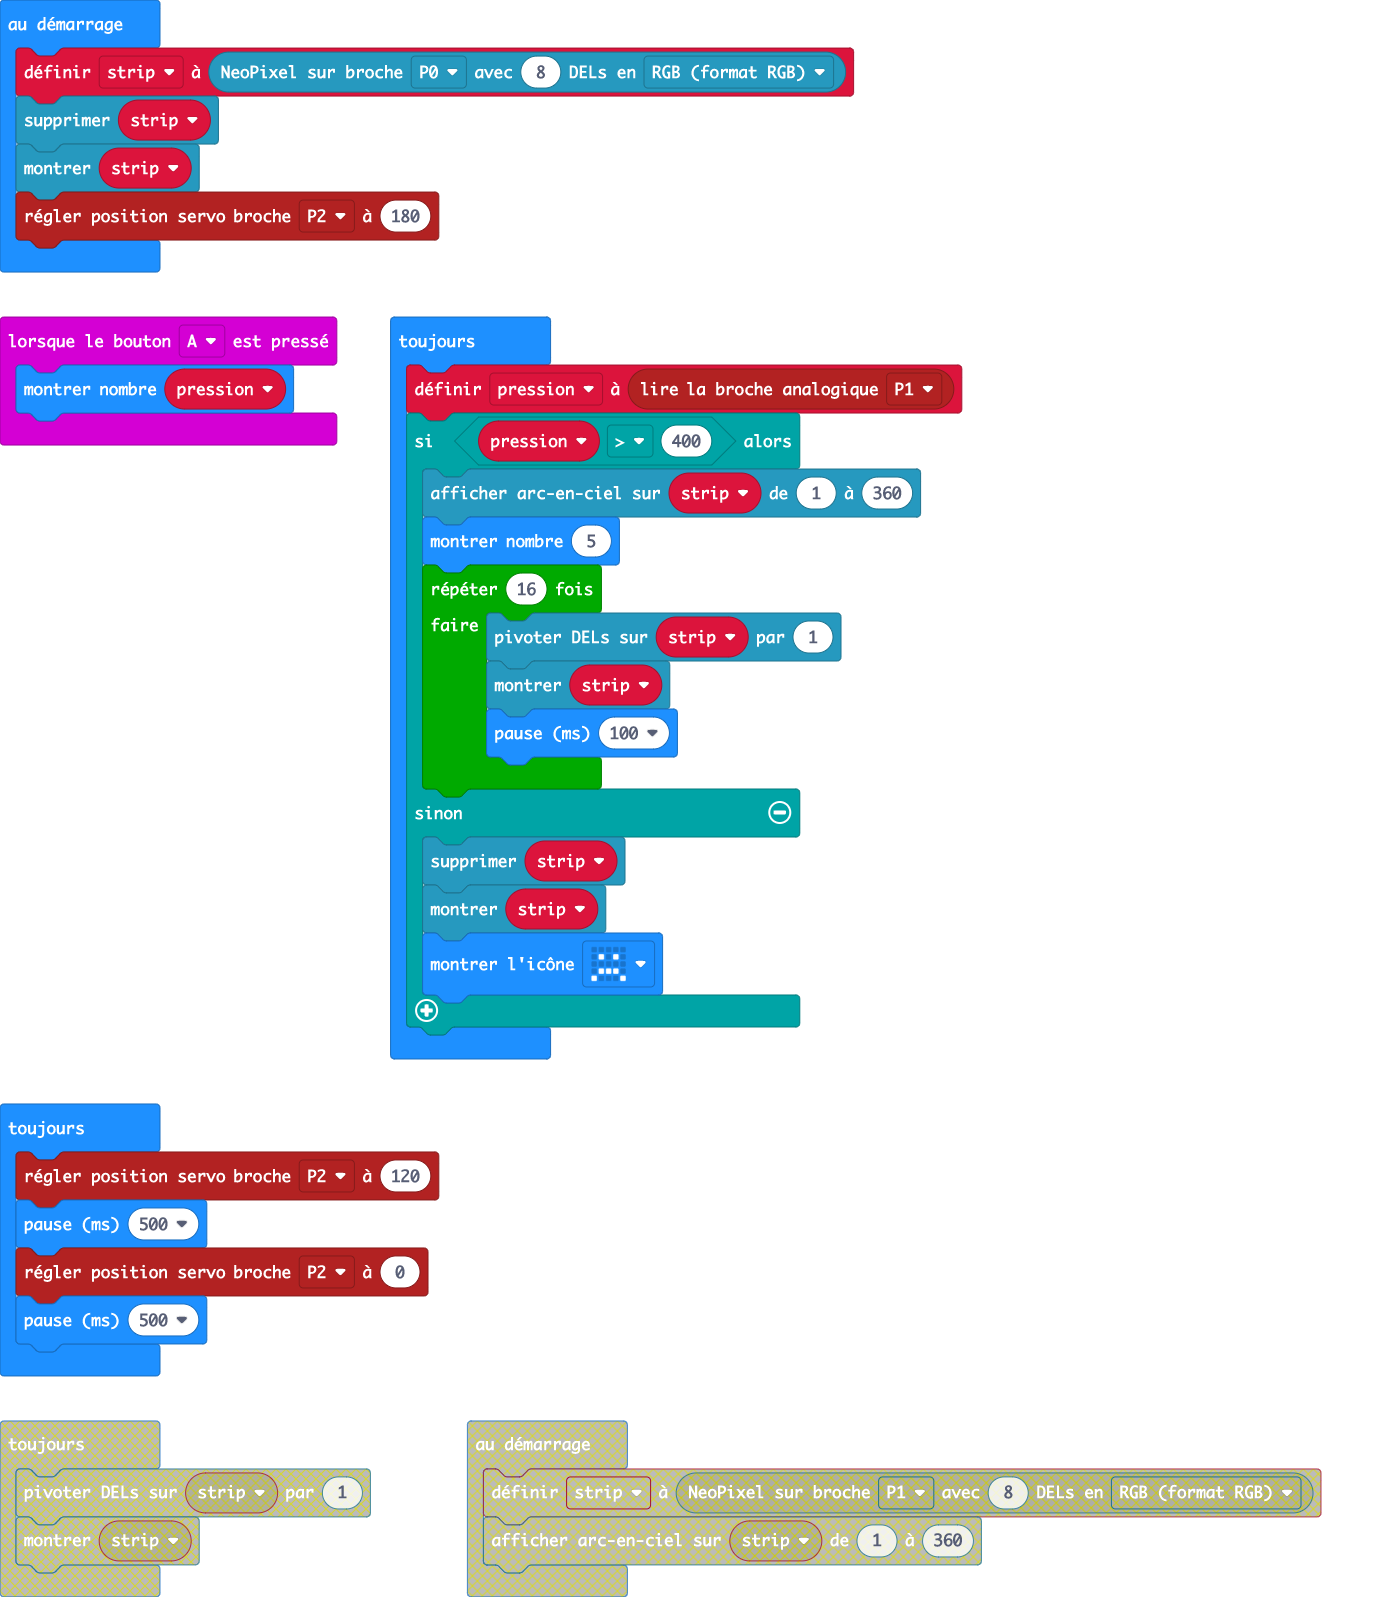 au démarrage
définir strip à NeoPixel sur broche P0 avec 8 DELs en RGB (format RGB)
supprimer strip
montrer strip
régler position servo broche P2 à 180
lorsque le bouton A est pressé
montrer nombre pression
toujours
définir pression à lire la broche analogique P1
si pression > 400 alors
afficher arc-en-ciel sur strip de 1 à 360
montrer nombre 5
répéter 16 fois
faire
pivoter DELs sur strip par 1
montrer strip
pause (ms) 100
sinon
supprimer strip
montrer strip
montrer l'icône
toujours
régler position servo broche P2 à 120
pause (ms) 500
régler position servo broche P2 à 0
pause (ms) 500
toujours
pivoter DELs sur strip par 1
montrer strip
au démarrage
définir strip à NeoPixel sur broche P1 avec 8 DELs en RGB (format RGB)
afficher arc-en-ciel sur strip de 1 à 360